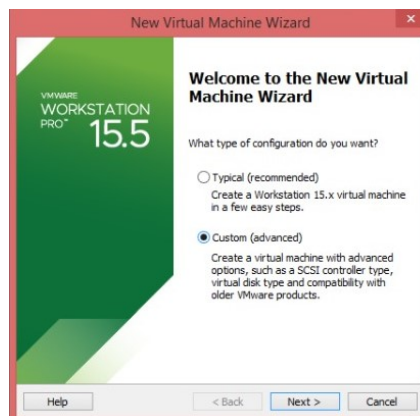 New Virtual Machine Wizard
x
VMWARE
WORKSTATION
PRO™
15.5
Welcome to the New Virtual
Machine Wizard
What type of configuration do you want?
Typical (recommended)
Create a Workstation 15.x virtual machine
in a few easy steps.
Custom (advanced)
Create a virtual machine with advanced
options, such as a SCSI controller type,
virtual disk type and compatibility with
older VMware products.
Help
< Back
Next >
Cancel